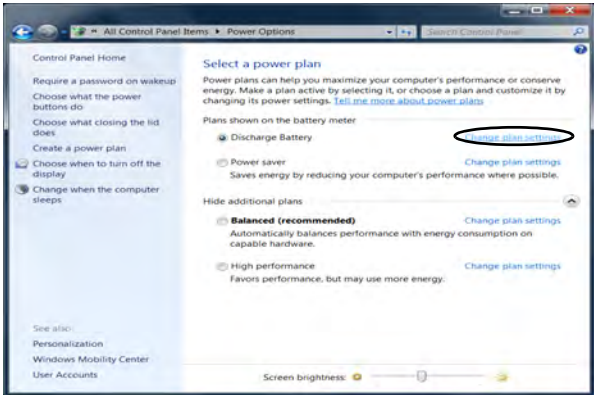 All Control Panel Items ▸ Power Options
Search Control Panel
Control Panel Home
Require a password on wakeup
Choose what the power
buttons do
Choose what closing the lid
does
Create a power plan
Choose when to turn off the
display
Change when the computer
sleeps
See also
Personalization
Windows Mobility Center
User Accounts
Select a power plan
Power plans can help you maximize your computer's performance or conserve
energy. Make a plan active by selecting it, or choose a plan and customize it by
changing its power settings. Tell me more about power plans
Plans shown on the battery meter
Discharge Battery Change plan settings
Power saver Change plan settings
Saves energy by reducing your computer's performance where possible.
Hide additional plans
Balanced (recommended) Change plan settings
Automatically balances performance with energy consumption on
capable hardware.
High performance Change plan settings
Favors performance, but may use more energy.
Screen brightness: